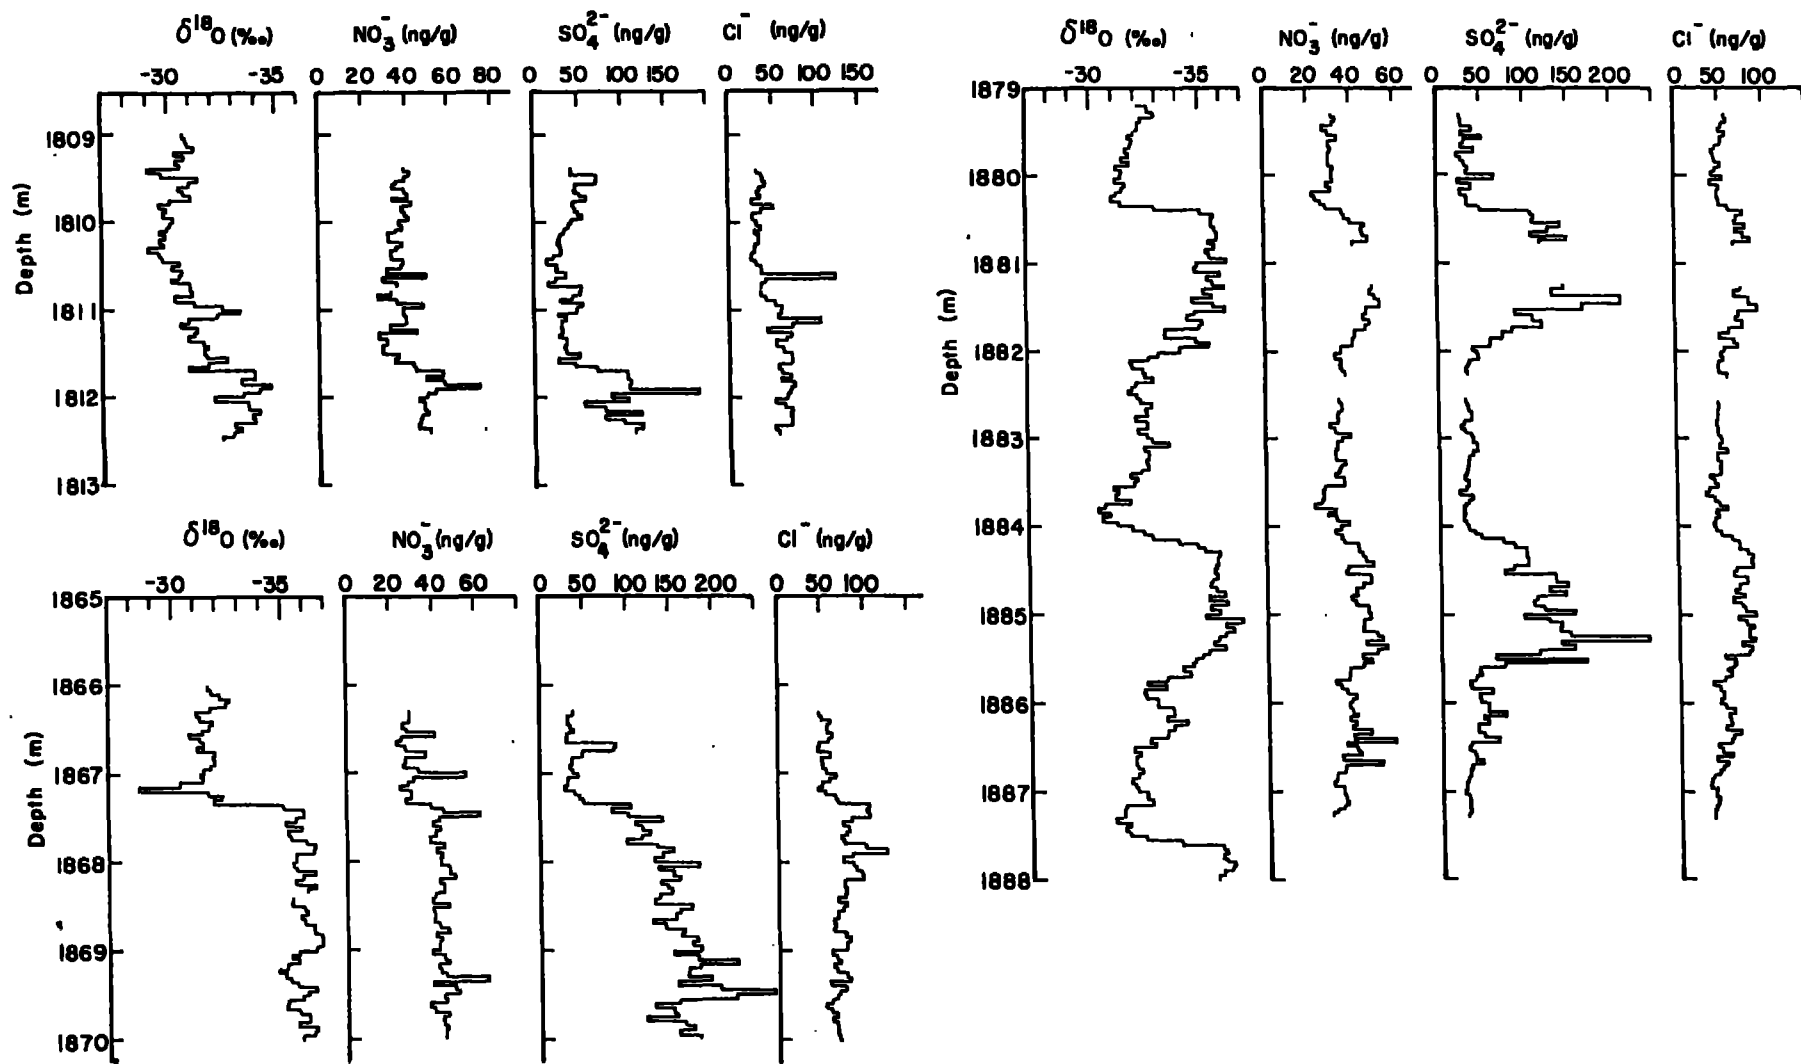 δ¹⁸O (‰) NO₃⁻ (ng/g) SO₄²⁻ (ng/g) Cl⁻ (ng/g)
-30 -35 0 20 40 60 80 0 50 100 150 0 50 100 150
1809
1810
1811
1812
1813
Depth (m)
δ¹⁸O (‰) NO₃⁻ (ng/g) SO₄²⁻ (ng/g) Cl⁻ (ng/g)
-30 -35 0 20 40 60 0 50 100 150 200 0 50 100
1865
1866
1867
1868
1869
1870
Depth (m)
δ¹⁸O (‰) NO₃⁻ (ng/g) SO₄²⁻ (ng/g) Cl⁻ (ng/g)
-30 -35 0 20 40 60 0 50 100 150 200 0 50 100
1879
1880
1881
1882
1883
1884
1885
1886
1887
1888
Depth (m)